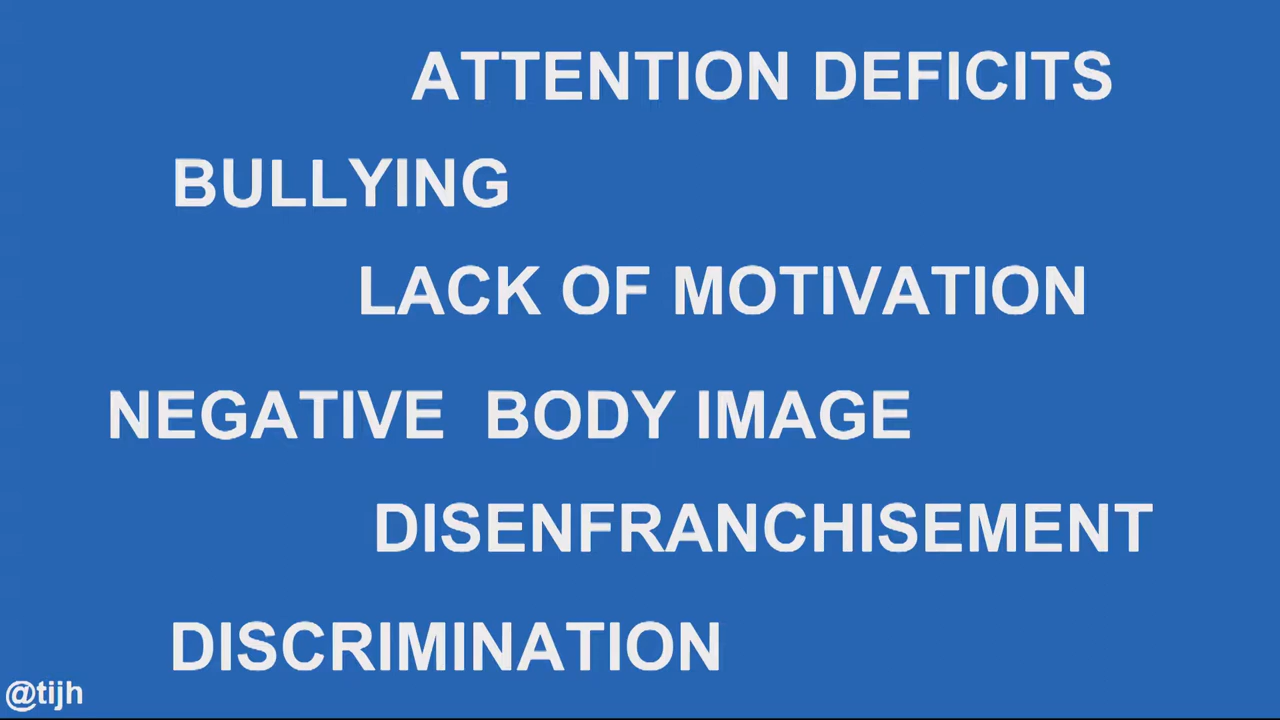 ATTENTION DEFICITS
BULLYING
LACK OF MOTIVATION
NEGATIVE  BODY IMAGE
DISENFRANCHISEMENT
DISCRIMINATION
@tijh